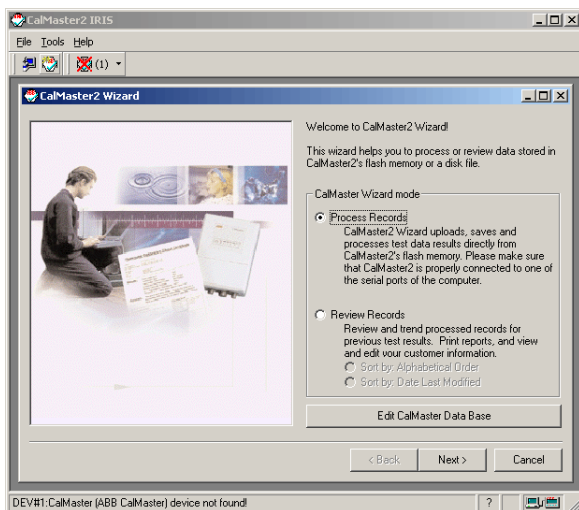 CalMaster2 IRIS
File Tools Help
(1)
CalMaster2 Wizard
Welcome to CalMaster2 Wizard!
This wizard helps you to process or review data stored in
CalMaster2's flash memory or a disk file.
CalMaster Wizard mode
Process Records
CalMaster2 Wizard uploads, saves and
processes test data results directly from
CalMaster2's flash memory. Please make sure
that CalMaster2 is properly connected to one of
the serial ports of the computer.
Review Records
Review and trend processed records for
previous test results. Print reports, and view
and edit your customer information.
Sort by: Alphabetical Order
Sort by: Date Last Modified
Edit CalMaster Data Base
< Back Next > Cancel
DEV#1:CalMaster (ABB CalMaster) device not found! ?